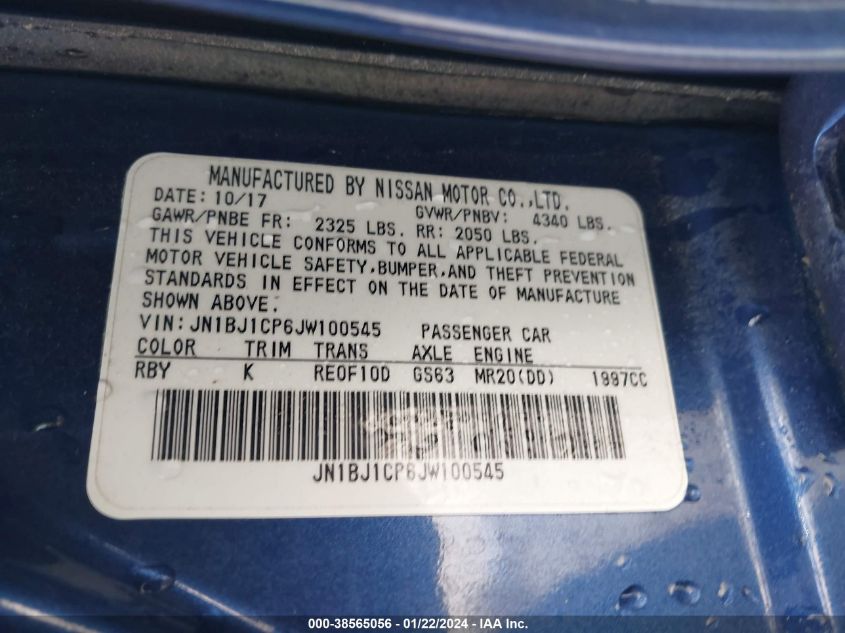 MANUFACTURED BY NISSAN MOTOR CO.,LTD.
DATE: 10/17 GVWR/PNBV: 4340 LBS.
GAWR/PNBE FR: 2325 LBS. RR: 2050 LBS.
THIS VEHICLE CONFORMS TO ALL APPLICABLE FEDERAL
MOTOR VEHICLE SAFETY,BUMPER,AND THEFT PREVENTION
STANDARDS IN EFFECT ON THE DATE OF MANUFACTURE
SHOWN ABOVE.
VIN: JN1BJ1CP6JW100545 PASSENGER CAR
COLOR TRIM TRANS AXLE ENGINE
RBY K RE0F10D GS63 MR20(DD) 1997CC
JN1BJ1CP6JW100545
000-38565056 - 01/22/2024 - IAA Inc.